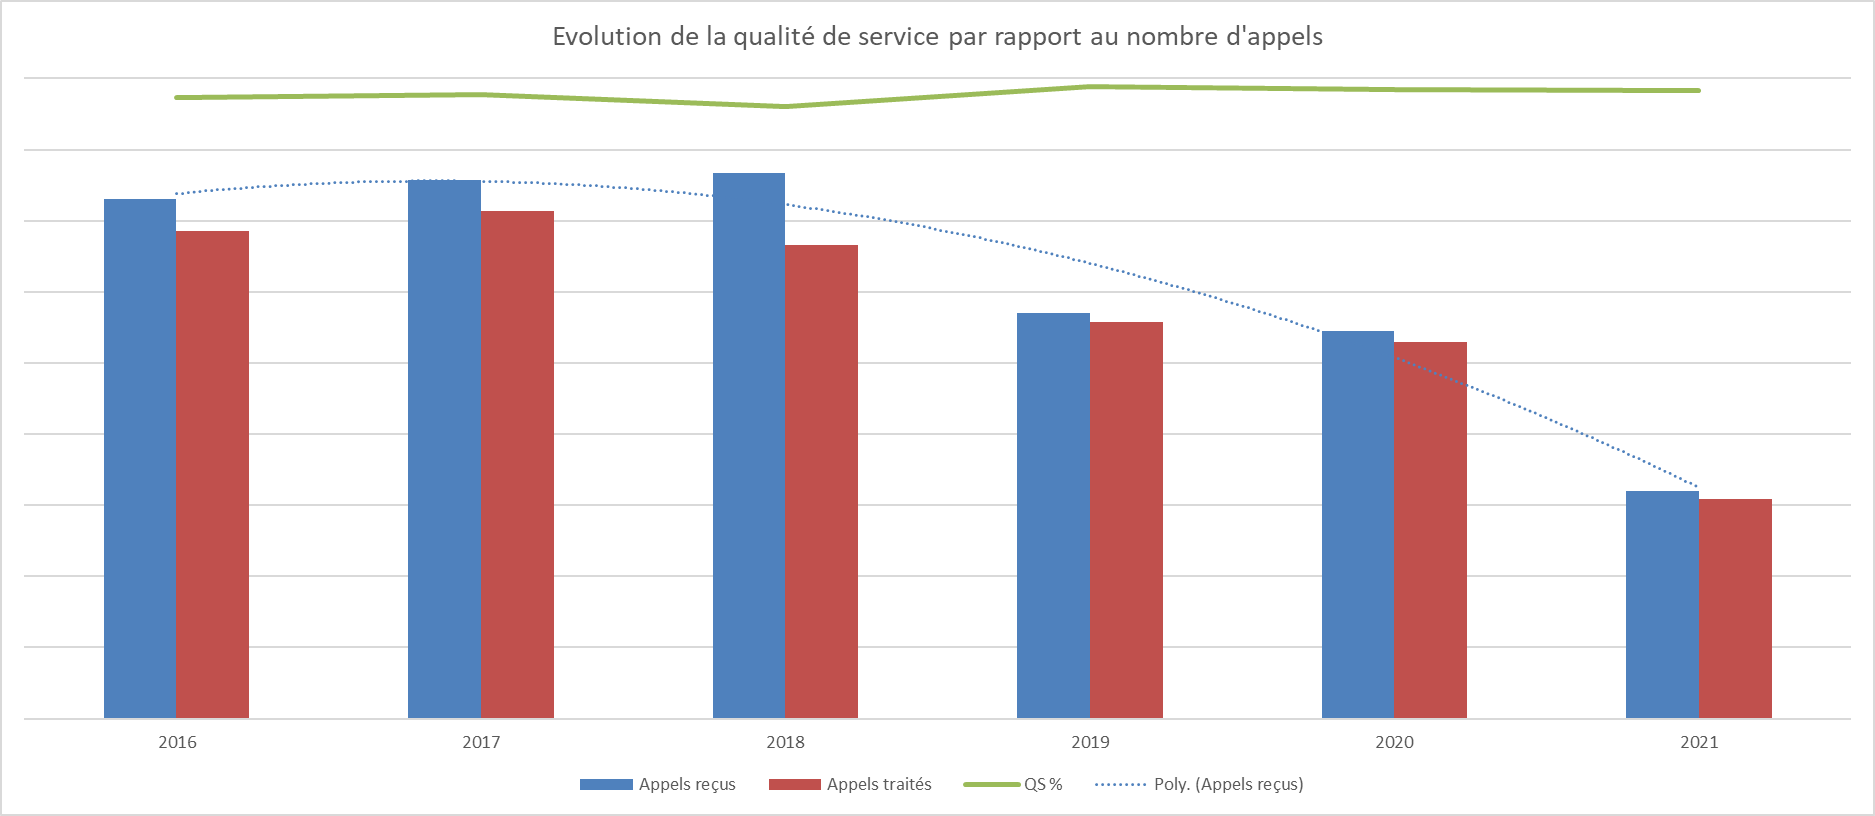 Evolution de la qualité de service par rapport au nombre d'appels
2016 2017 2018 2019 2020 2021
Appels reçus Appels traités QS % Poly. (Appels reçus)